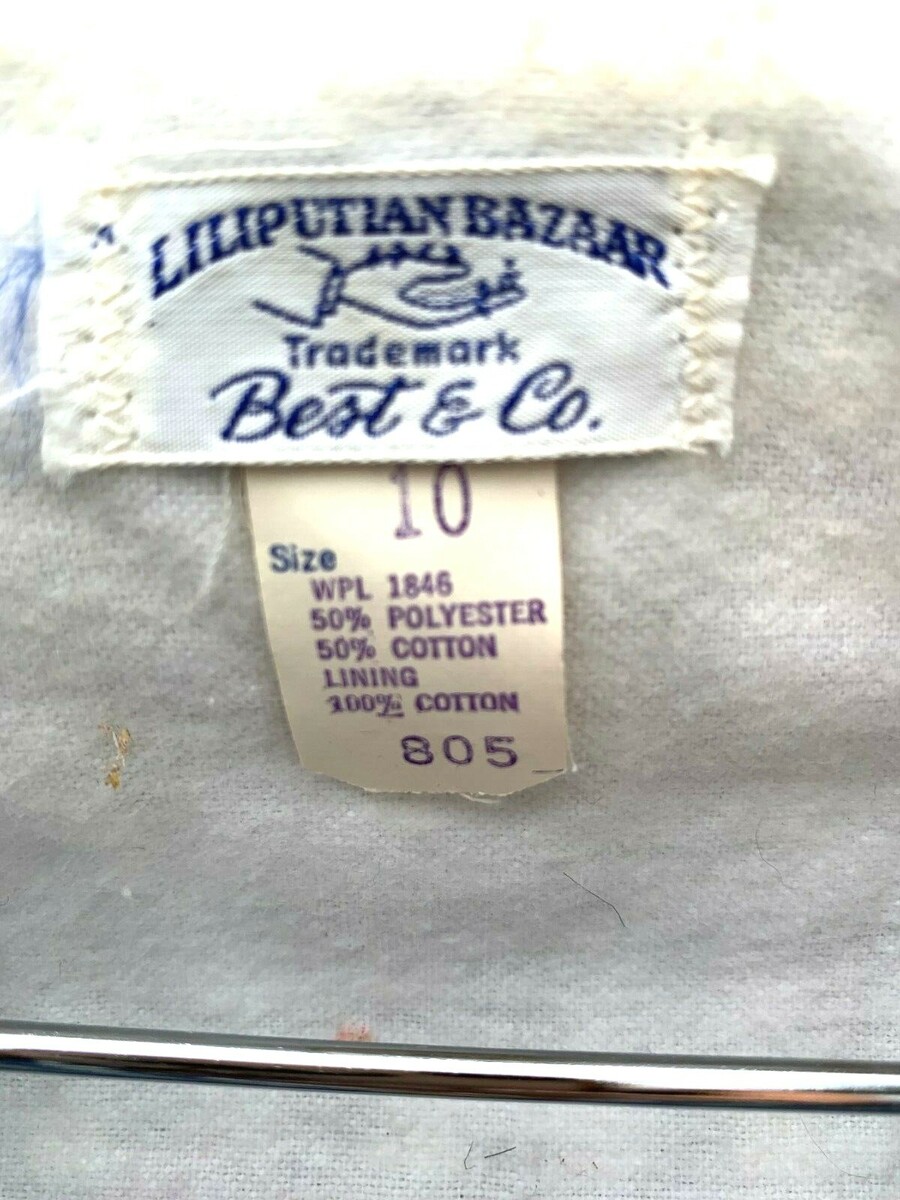 LILIPUTIAN BAZAAR
Trademark
Best & Co.
10
Size
WPL 1846
50% POLYESTER
50% COTTON
LINING
100% COTTON
805